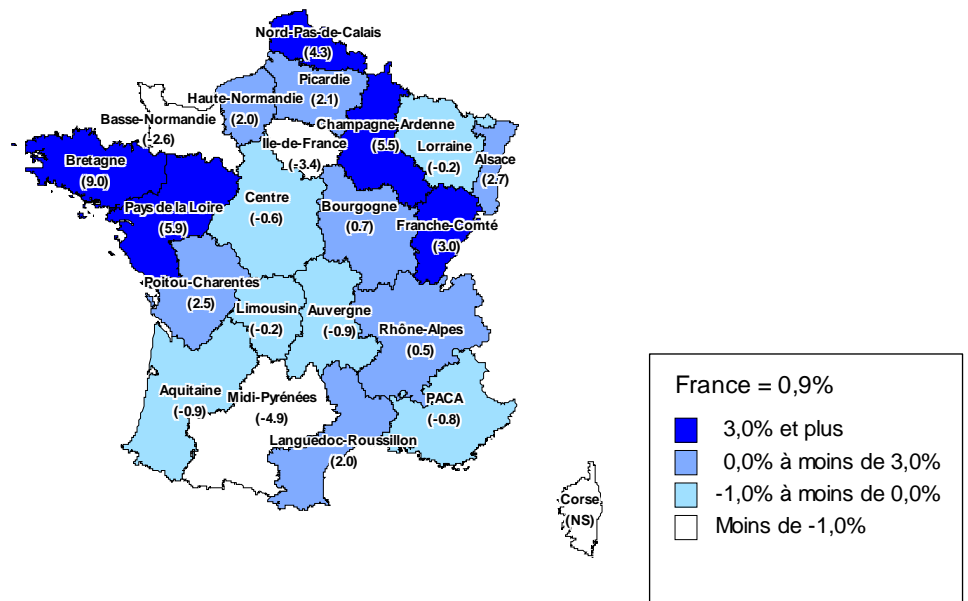 Nord-Pas-de-Calais
(4.3)
Picardie
(2.1)
Haute-Normandie
(2.0)
Basse-Normandie
(-2.6)
Champagne-Ardenne
(5.5)
Ile-de-France
(-3.4)
Lorraine
(-0.2)
Alsace
(2.7)
Bretagne
(9.0)
Pays de la Loire
(5.9)
Centre
(-0.6)
Bourgogne
(0.7)
Franche-Comté
(3.0)
Poitou-Charentes
(2.5)
Limousin
(-0.2)
Auvergne
(-0.9)
Rhône-Alpes
(0.5)
Aquitaine
(-0.9)
Midi-Pyrénées
(-4.9)
PACA
(-0.8)
Languedoc-Roussillon
(2.0)
Corse
(NS)
France = 0,9%
3,0% et plus
0,0% à moins de 3,0%
-1,0% à moins de 0,0%
Moins de -1,0%